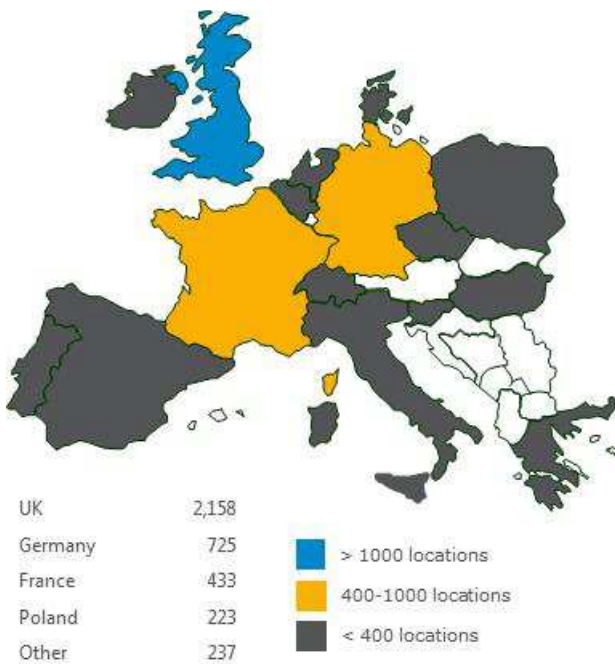 UK 2,158
Germany 725
France 433
Poland 223
Other 237
> 1000 locations
400-1000 locations
< 400 locations